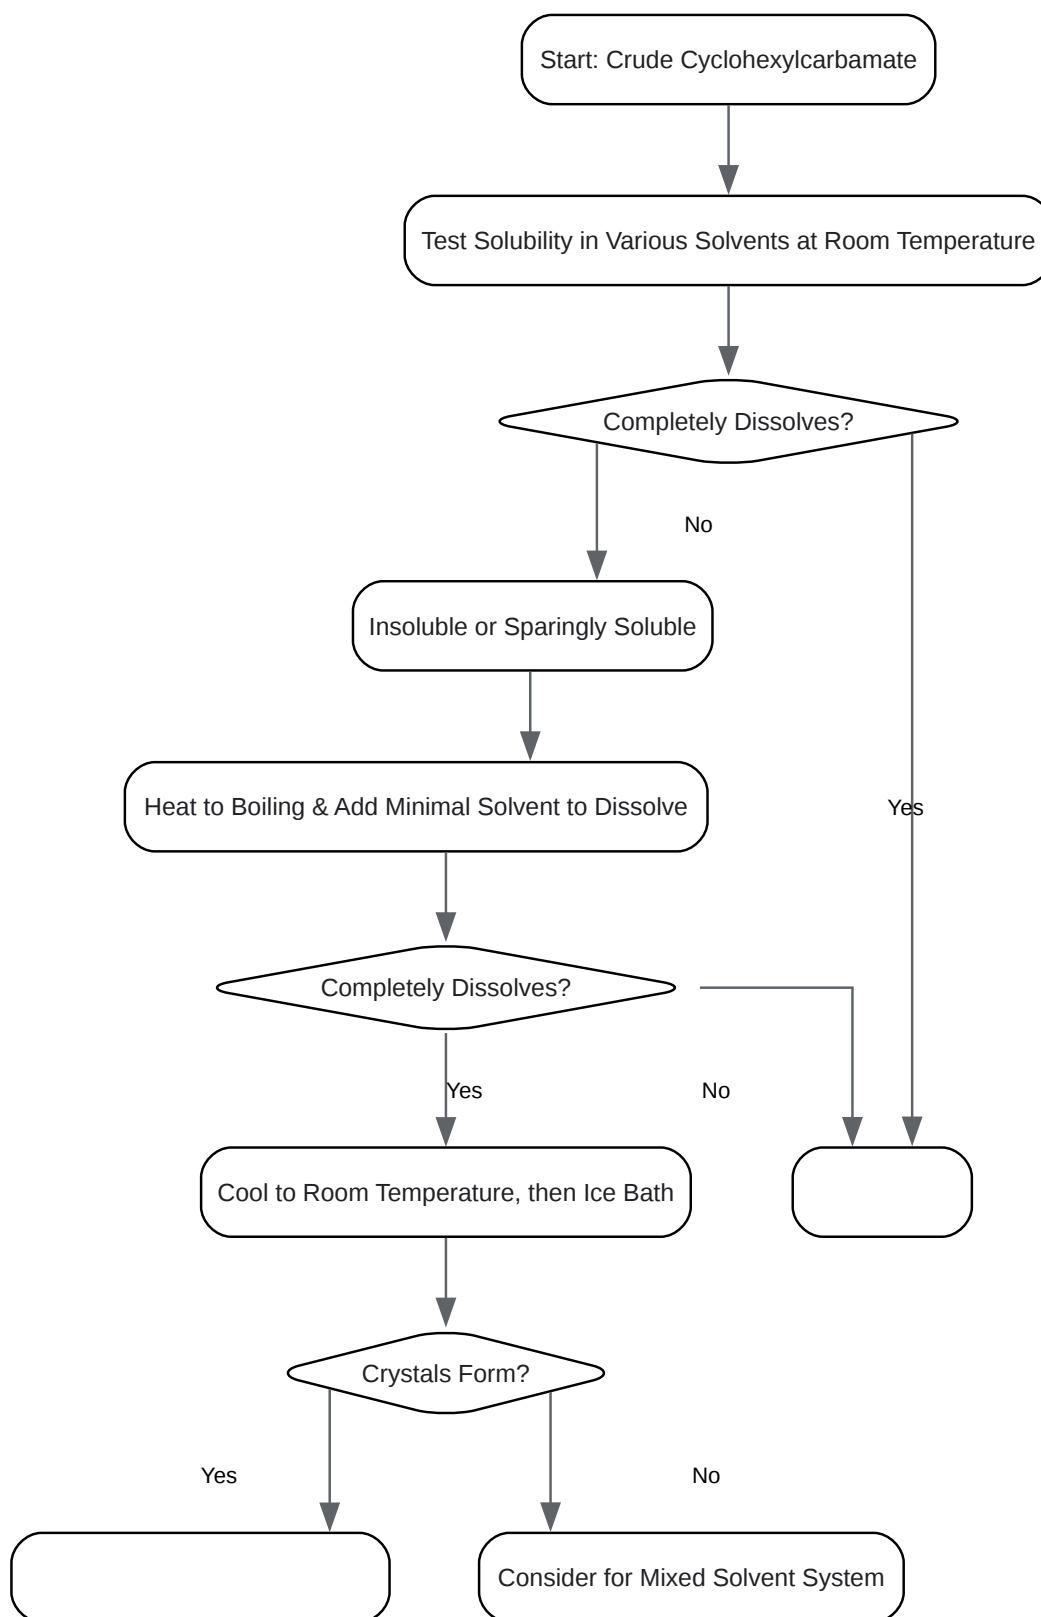 Start: Crude Cyclohexylcarbamate
Test Solubility in Various Solvents at Room Temperature
Completely Dissolves?
No
Insoluble or Sparingly Soluble
Heat to Boiling & Add Minimal Solvent to Dissolve
Yes
Completely Dissolves?
Yes
No
Cool to Room Temperature, then Ice Bath
Crystals Form?
Yes
No
Consider for Mixed Solvent System